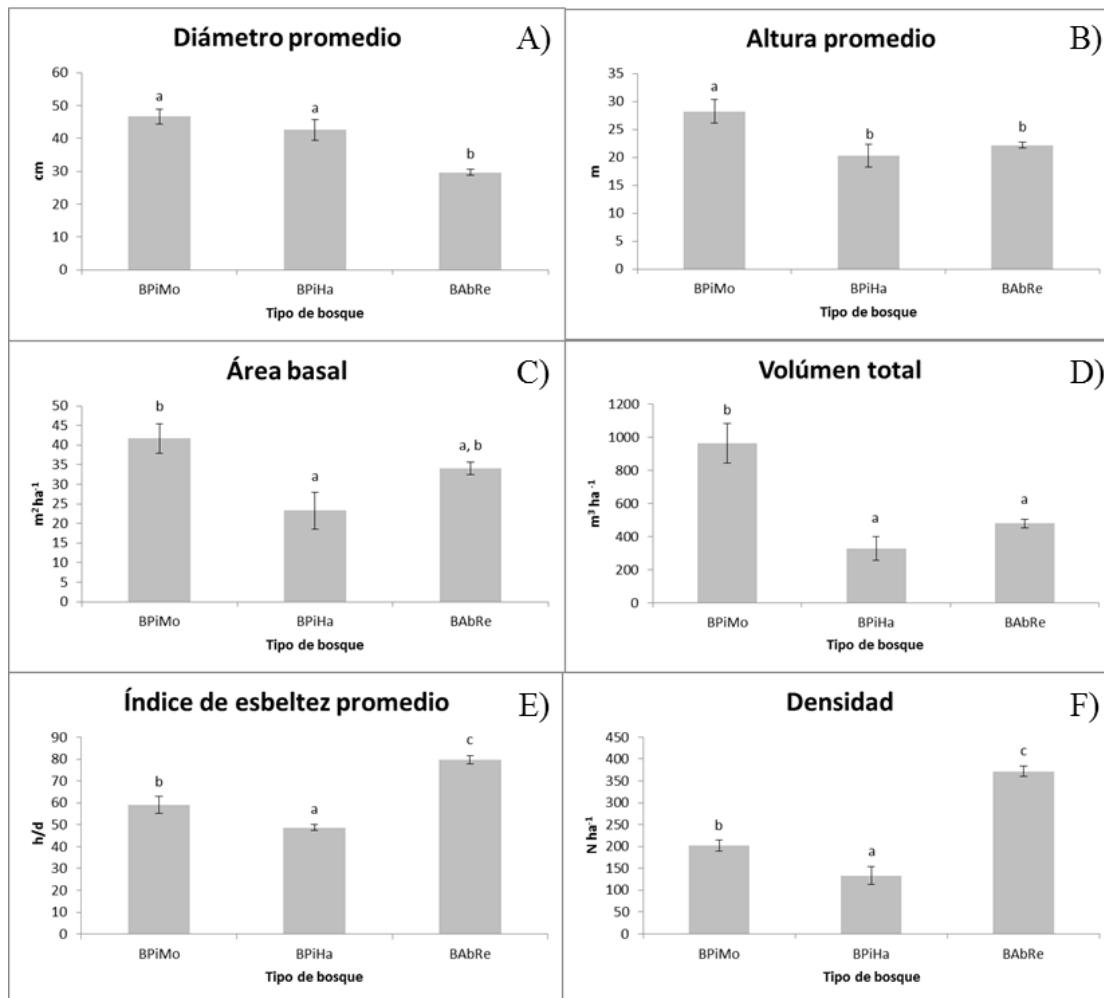 Diámetro promedio A)
60
50
40
30
20
10
0
cm
a
a
b
BPiMo BPiHa BAbRe
Tipo de bosque
Altura promedio B)
35
30
25
20
15
10
5
0
m
a
b
b
BPiMo BPiHa BAbRe
Tipo de bosque
Área basal C)
50
45
40
35
30
25
20
15
10
5
0
m² ha⁻¹
b
a
a, b
BPiMo BPiHa BAbRe
Tipo de bosque
Volúmen total D)
1200
1000
800
600
400
200
0
m³ ha⁻¹
b
a
a
BPiMo BPiHa BAbRe
Tipo de bosque
Índice de esbeltez promedio E)
90
80
70
60
50
40
30
20
10
0
h/d
b
a
c
BPiMo BPiHa BAbRe
Tipo de bosque
Densidad F)
450
400
350
300
250
200
150
100
50
0
N ha⁻¹
b
a
c
BPiMo BPiHa BAbRe
Tipo de bosque